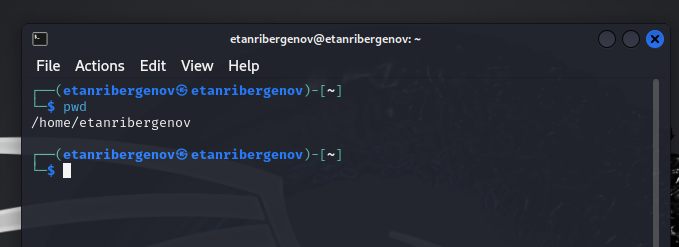 etanribergenov@etanribergenov: ~
File Actions Edit View Help
┌──(etanribergenov㉿etanribergenov)-[~]
└─$ pwd
/home/etanribergenov
┌──(etanribergenov㉿etanribergenov)-[~]
└─$